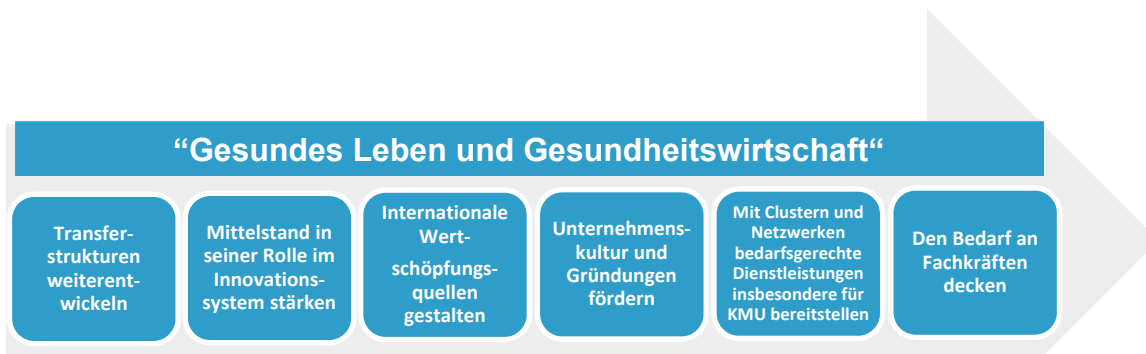 “Gesundes Leben und Gesundheitswirtschaft“
Transfer-
strukturen
weiterent-
wickeln
Mittelstand in
seiner Rolle im
Innovations-
system stärken
Internationale
Wert-
schöpfungs-
quellen
gestalten
Unternehmens-
kultur und
Gründungen
fördern
Mit Clustern und
Netzwerken
bedarfsgerechte
Dienstleistungen
insbesondere für
KMU bereitstellen
Den Bedarf an
Fachkräften
decken